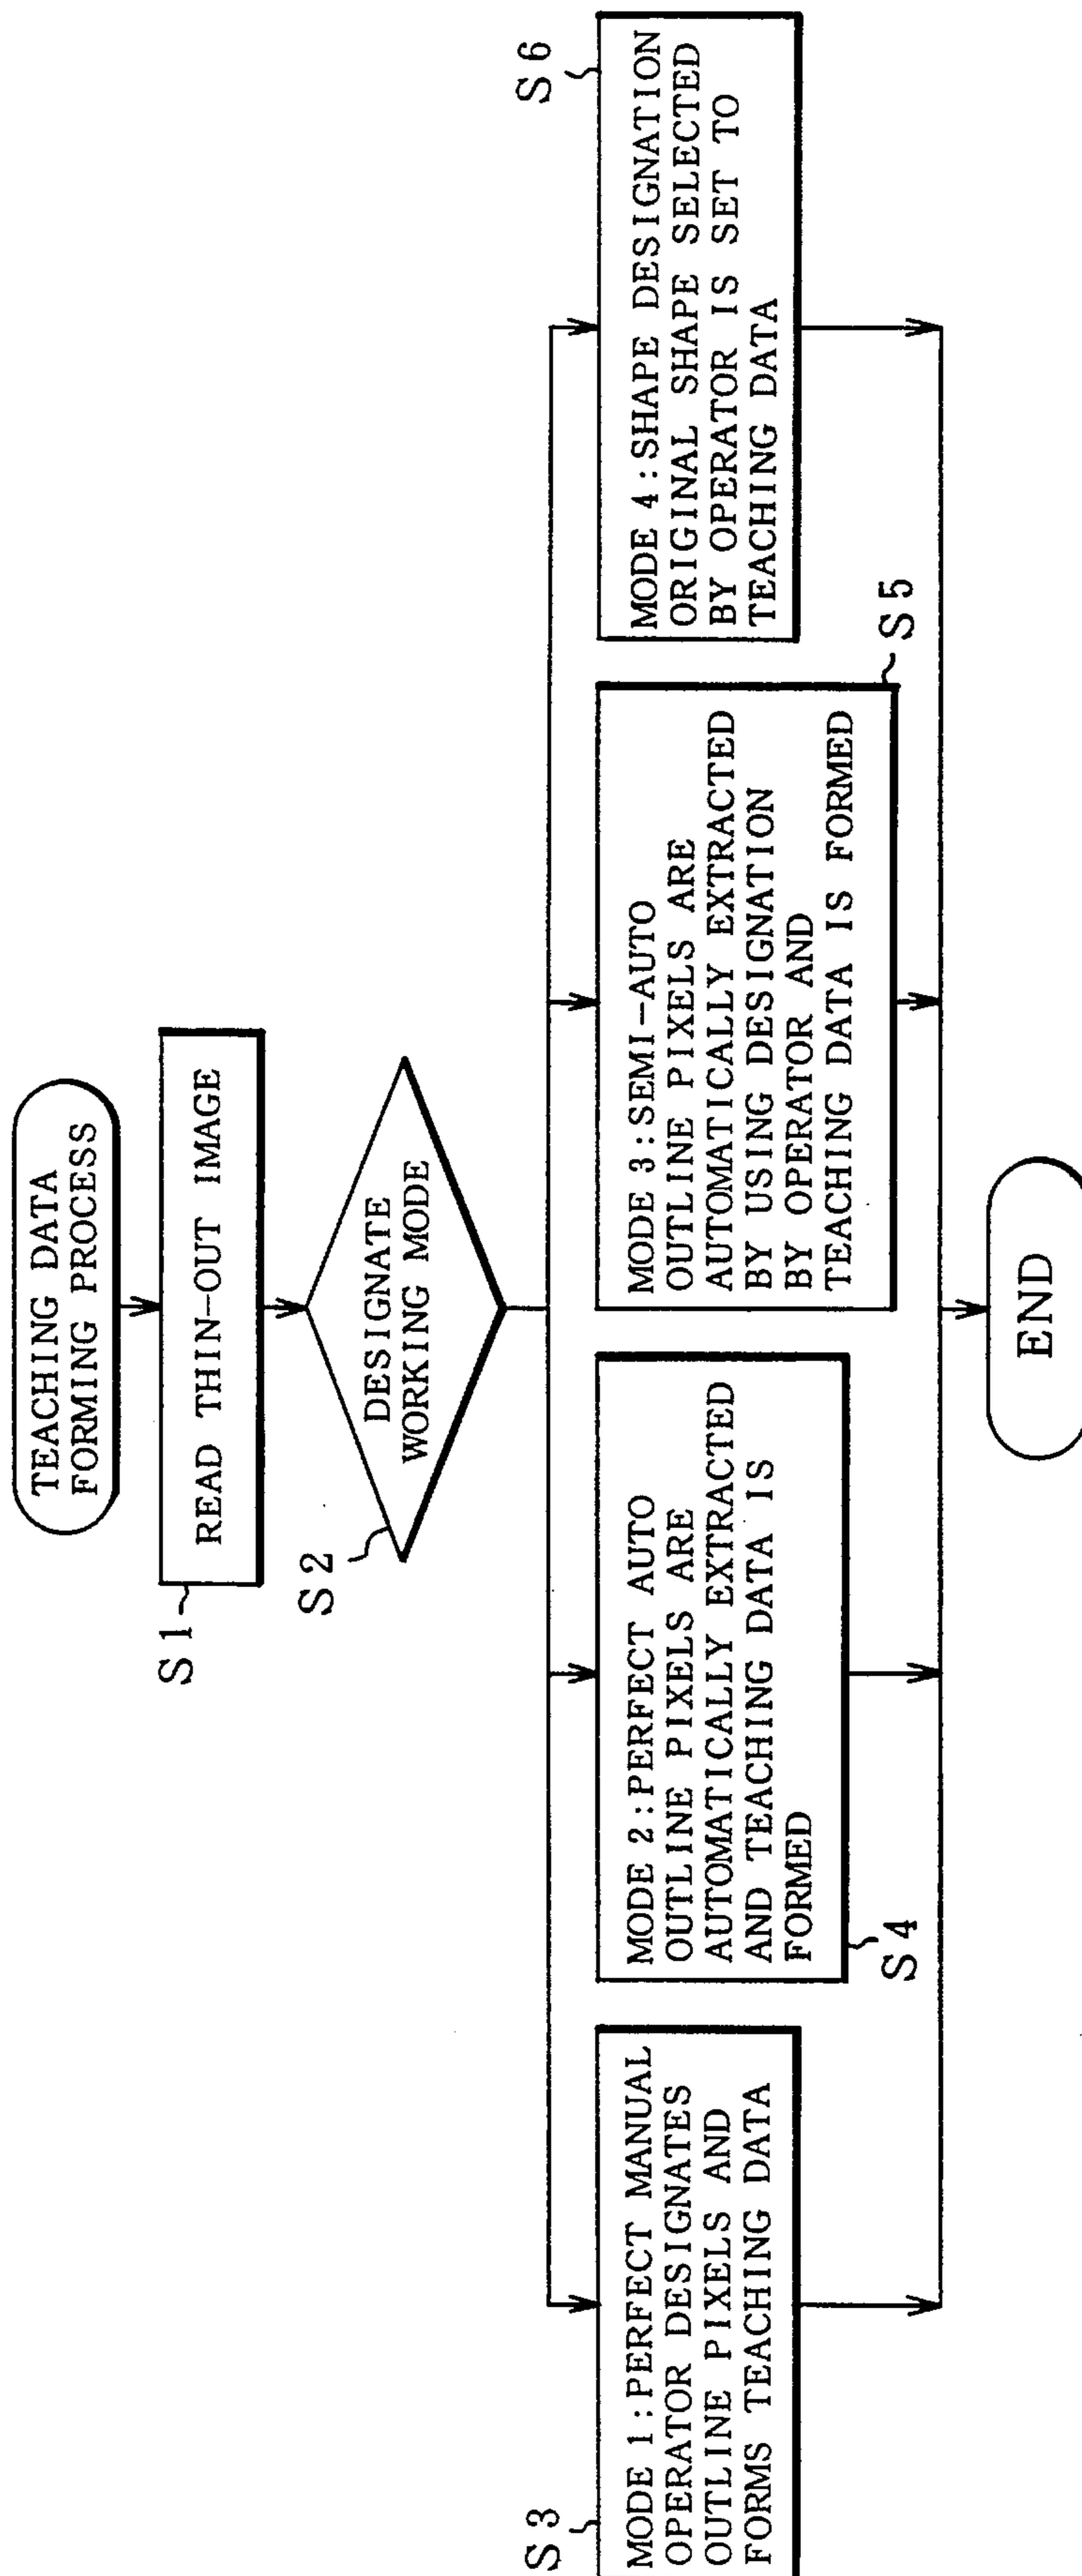 TEACHING DATA
FORMING PROCESS
S1
READ THIN-OUT IMAGE
S2
DESIGNATE
WORKING MODE
S3
MODE 1:PERFECT MANUAL
OPERATOR DESIGNATES
OUTLINE PIXELS AND
FORMS TEACHING DATA
S4
MODE 2:PERFECT AUTO
OUTLINE PIXELS ARE
AUTOMATICALLY EXTRACTED
AND TEACHING DATA IS
FORMED
S5
MODE 3:SEMI-AUTO
OUTLINE PIXELS ARE
AUTOMATICALLY EXTRACTED
BY USING DESIGNATION
BY OPERATOR AND
TEACHING DATA IS FORMED
S6
MODE 4:SHAPE DESIGNATION
ORIGINAL SHAPE SELECTED
BY OPERATOR IS SET TO
TEACHING DATA
END